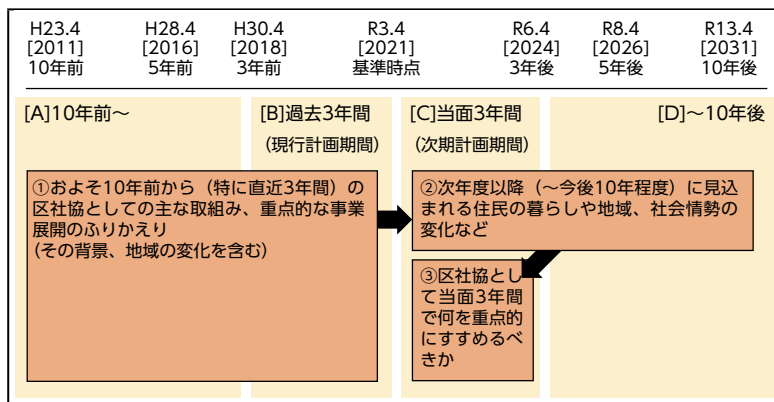 H23.4 H28.4 H30.4 R3.4 R6.4 R8.4 R13.4
[2011] [2016] [2018] [2021] [2024] [2026] [2031]
10年前 5年前 3年前 基準時点 3年後 5年後 10年後
[A]10年前~ [B]過去3年間 [C]当面3年間 [D]~10年後
(現行計画期間) (次期計画期間)
①およそ10年前から(特に直近3年間)の
区社協としての主な取組み、重点的な事業
展開のふりかえり
(その背景、地域の変化を含む)
②次年度以降(~今後10年程度)に見込
まれる住民の暮らしや地域、社会情勢の
変化など
③区社協とし
て当面3年間
で何を重点的
にすすめるべ
きか